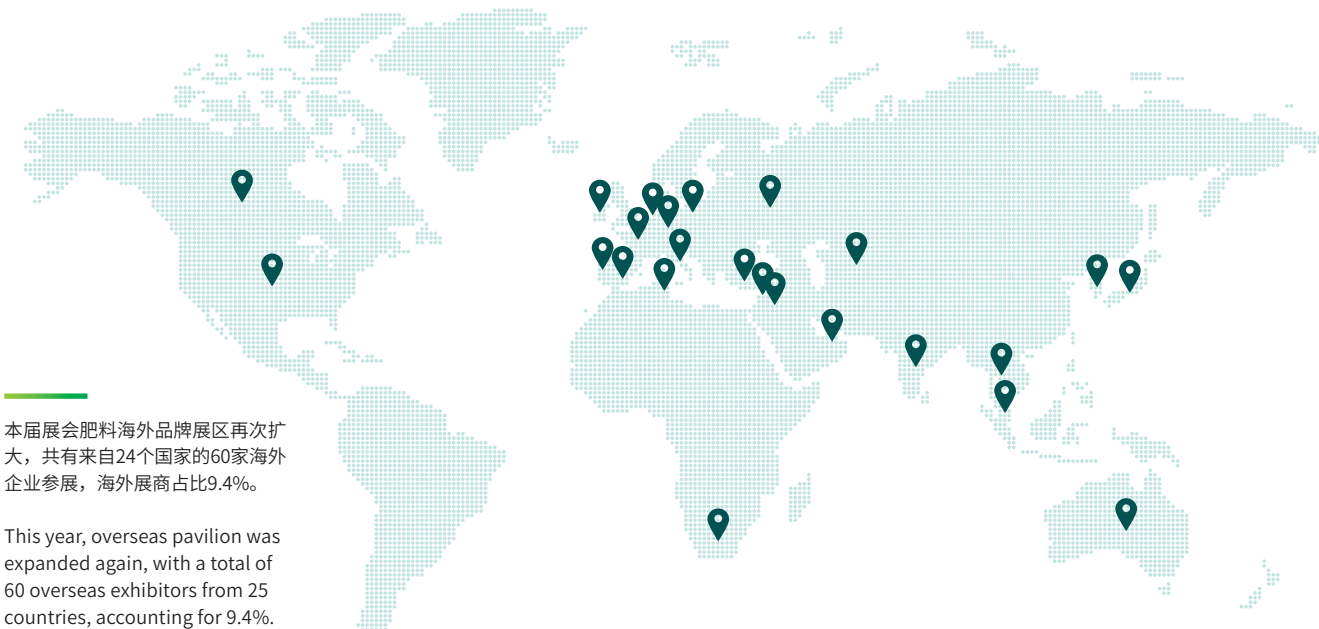 本届展会肥料海外品牌展区再次扩
大，共有来自24个国家的60家海外
企业参展，海外展商占比9.4%。
This year, overseas pavilion was
expanded again, with a total of
60 overseas exhibitors from 25
countries, accounting for 9.4%.